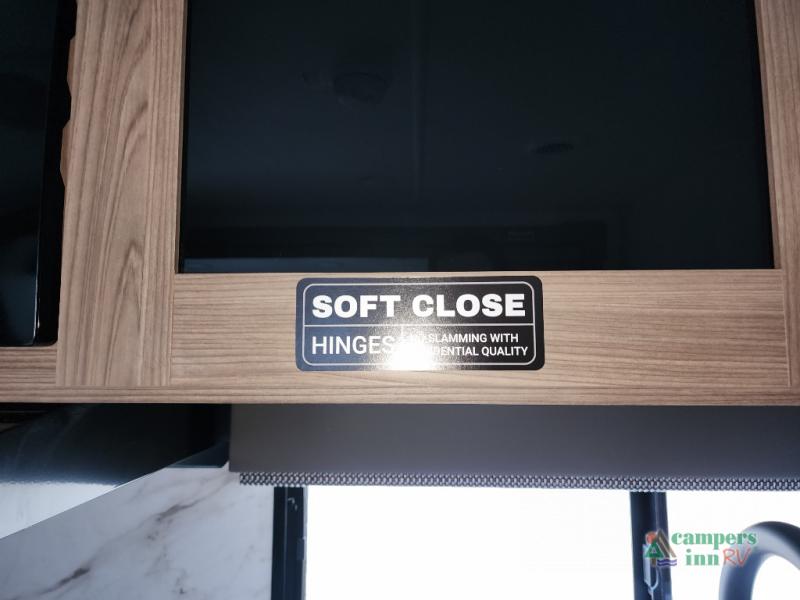 SOFT CLOSE
HINGES
SLAMMING WITH
QUALITY
campers
inn RV